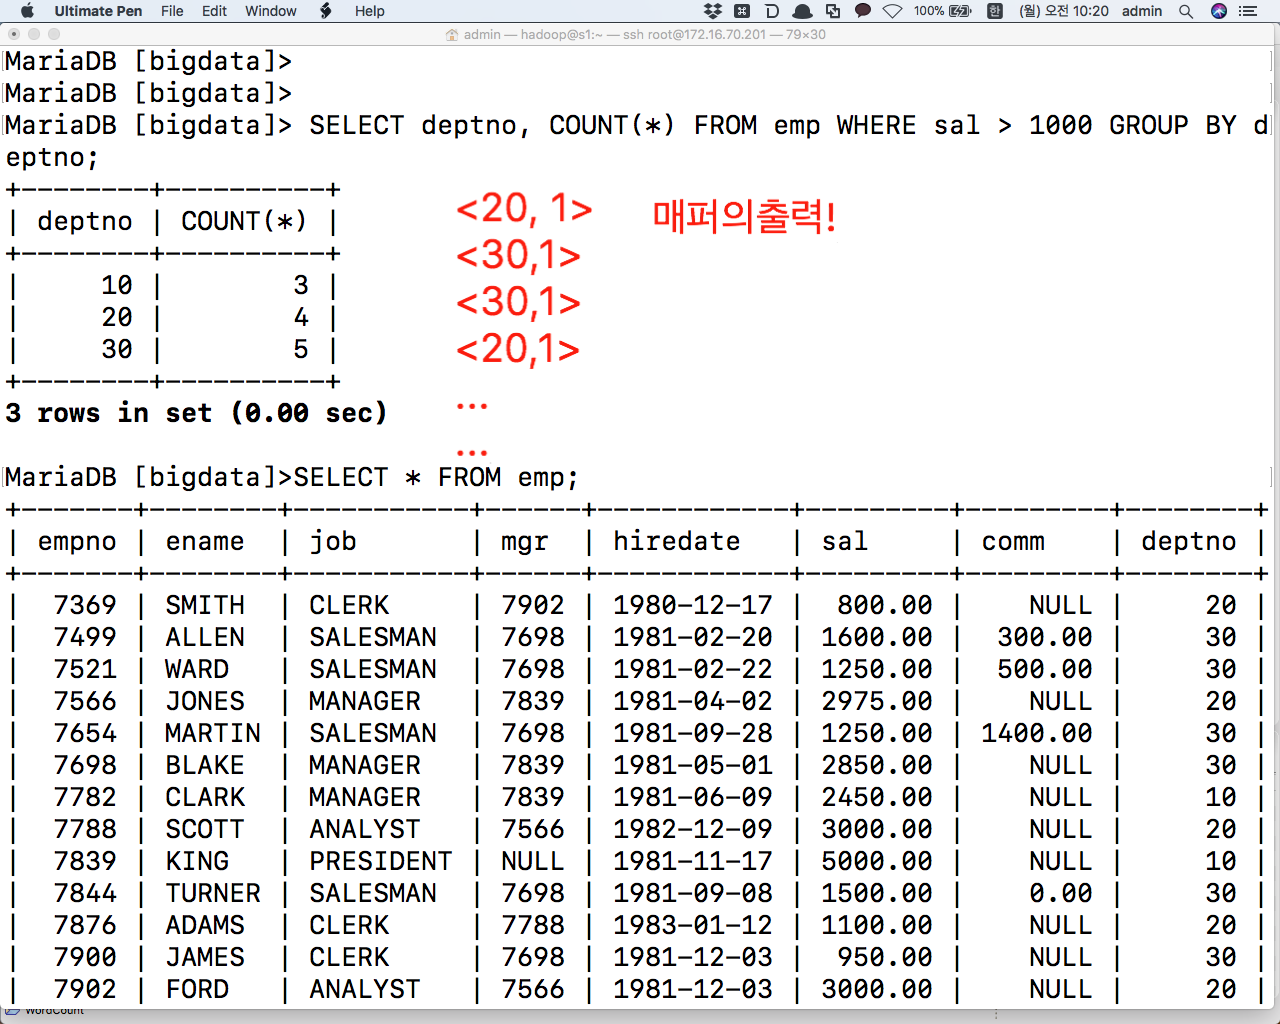 Ultimate Pen File Edit Window Help 100% 한 (월) 오전 10:20 admin
admin — hadoop@s1:~ — ssh root@172.16.70.201 — 79×30
MariaDB [bigdata]>
MariaDB [bigdata]>
MariaDB [bigdata]> SELECT deptno, COUNT(*) FROM emp WHERE sal > 1000 GROUP BY d
eptno;
+--------+----------+
| deptno | COUNT(*) |
+--------+----------+
| 10 | 3 |
| 20 | 4 |
| 30 | 5 |
+--------+----------+
3 rows in set (0.00 sec)
<20, 1> 매퍼의출력!
<30,1>
<30,1>
<20,1>
...
...
MariaDB [bigdata]>SELECT * FROM emp;
+-------+--------+-----------+------+------------+---------+---------+--------+
| empno | ename | job | mgr | hiredate | sal | comm | deptno |
+-------+--------+-----------+------+------------+---------+---------+--------+
| 7369 | SMITH | CLERK | 7902 | 1980-12-17 | 800.00 | NULL | 20 |
| 7499 | ALLEN | SALESMAN | 7698 | 1981-02-20 | 1600.00 | 300.00 | 30 |
| 7521 | WARD | SALESMAN | 7698 | 1981-02-22 | 1250.00 | 500.00 | 30 |
| 7566 | JONES | MANAGER | 7839 | 1981-04-02 | 2975.00 | NULL | 20 |
| 7654 | MARTIN | SALESMAN | 7698 | 1981-09-28 | 1250.00 | 1400.00 | 30 |
| 7698 | BLAKE | MANAGER | 7839 | 1981-05-01 | 2850.00 | NULL | 30 |
| 7782 | CLARK | MANAGER | 7839 | 1981-06-09 | 2450.00 | NULL | 10 |
| 7788 | SCOTT | ANALYST | 7566 | 1982-12-09 | 3000.00 | NULL | 20 |
| 7839 | KING | PRESIDENT | NULL | 1981-11-17 | 5000.00 | NULL | 10 |
| 7844 | TURNER | SALESMAN | 7698 | 1981-09-08 | 1500.00 | 0.00 | 30 |
| 7876 | ADAMS | CLERK | 7788 | 1983-01-12 | 1100.00 | NULL | 20 |
| 7900 | JAMES | CLERK | 7698 | 1981-12-03 | 950.00 | NULL | 30 |
| 7902 | FORD | ANALYST | 7566 | 1981-12-03 | 3000.00 | NULL | 20 |
WordCount